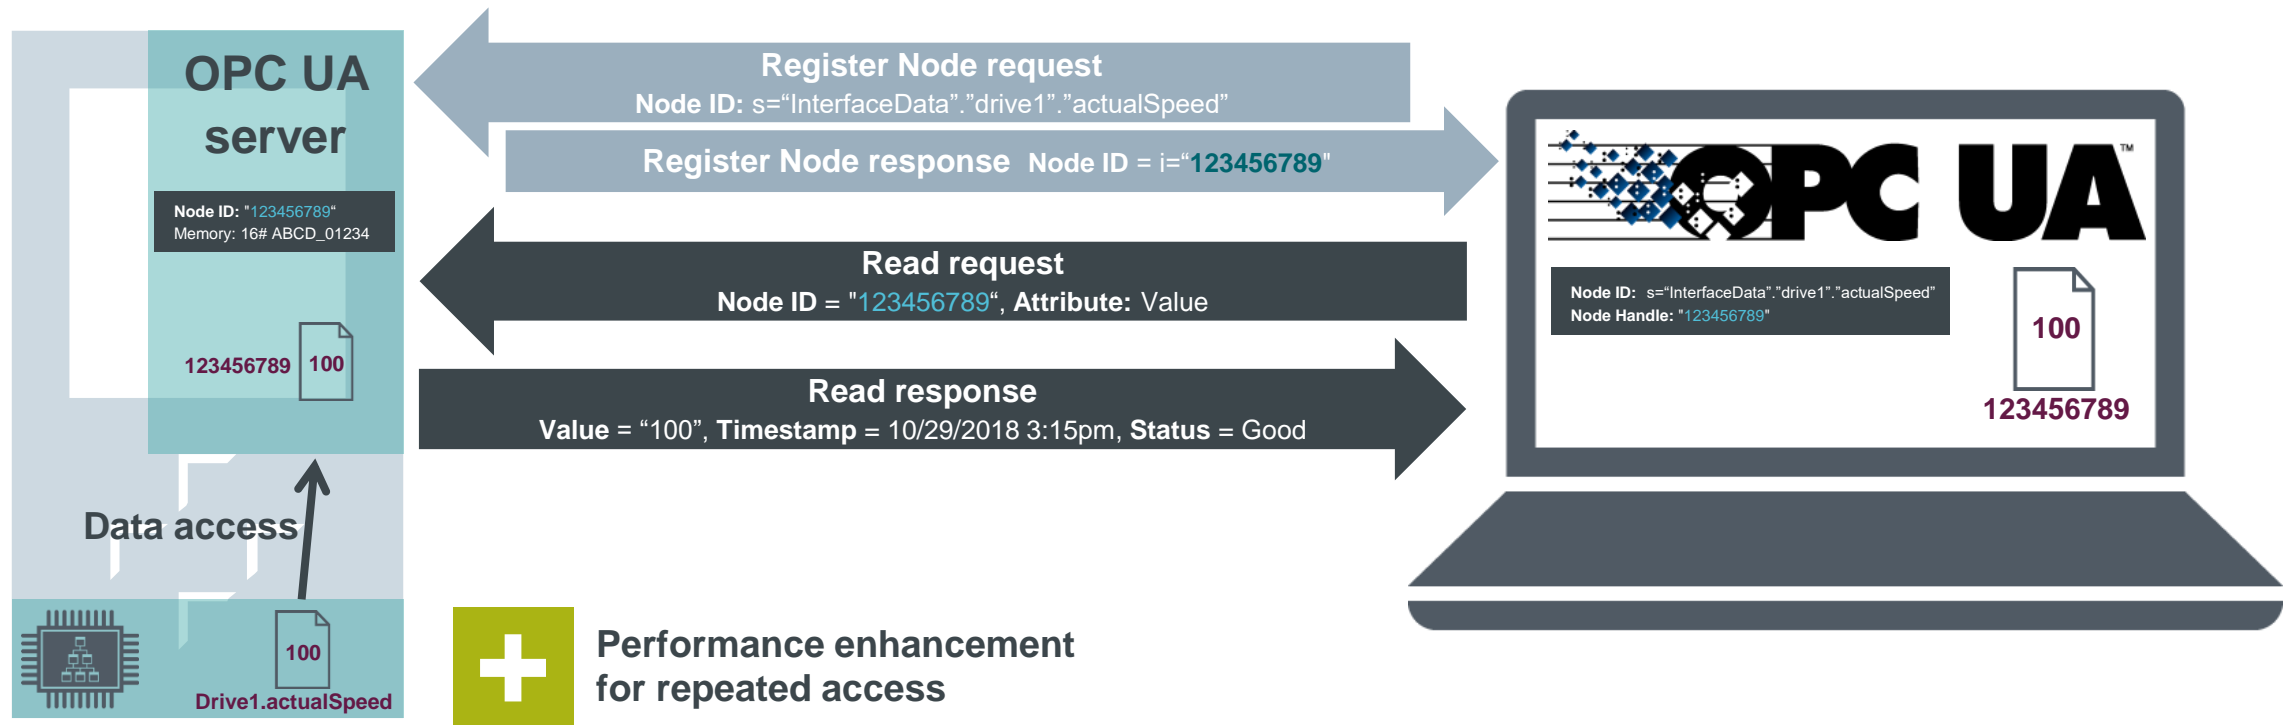 OPC UA
server
Node ID: "123456789“
Memory: 16# ABCD_01234
123456789
100
Data access
100
Drive1.actualSpeed
Register Node request
Node ID: s=“InterfaceData”.”drive1”.”actualSpeed”
Register Node response Node ID = i=“123456789"
Read request
Node ID = "123456789“, Attribute: Value
Read response
Value = “100”, Timestamp = 10/29/2018 3:15pm, Status = Good
Performance enhancement
for repeated access
OPC UA™
Node ID: s=“InterfaceData”.”drive1”.”actualSpeed”
Node Handle: "123456789"
100
123456789